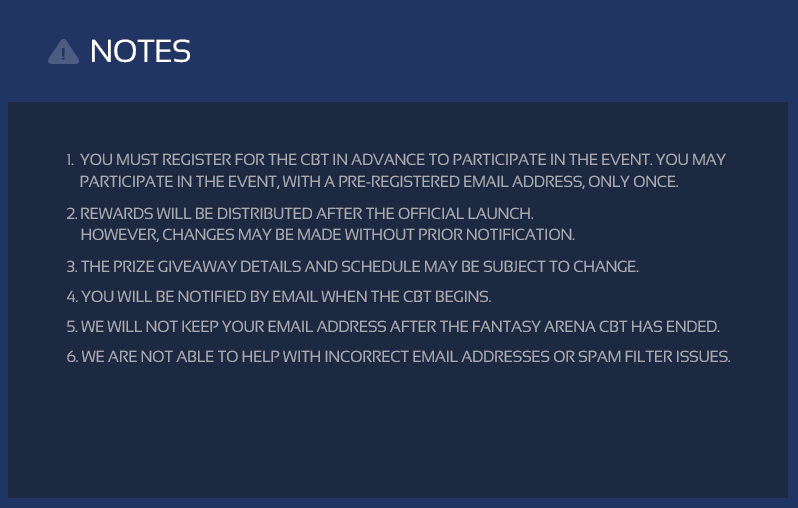 NOTES
1. YOU MUST REGISTER FOR THE CBT IN ADVANCE TO PARTICIPATE IN THE EVENT. YOU MAY
PARTICIPATE IN THE EVENT, WITH A PRE-REGISTERED EMAIL ADDRESS, ONLY ONCE.
2. REWARDS WILL BE DISTRIBUTED AFTER THE OFFICIAL LAUNCH.
HOWEVER, CHANGES MAY BE MADE WITHOUT PRIOR NOTIFICATION.
3. THE PRIZE GIVEAWAY DETAILS AND SCHEDULE MAY BE SUBJECT TO CHANGE.
4. YOU WILL BE NOTIFIED BY EMAIL WHEN THE CBT BEGINS.
5. WE WILL NOT KEEP YOUR EMAIL ADDRESS AFTER THE FANTASY ARENA CBT HAS ENDED.
6. WE ARE NOT ABLE TO HELP WITH INCORRECT EMAIL ADDRESSES OR SPAM FILTER ISSUES.